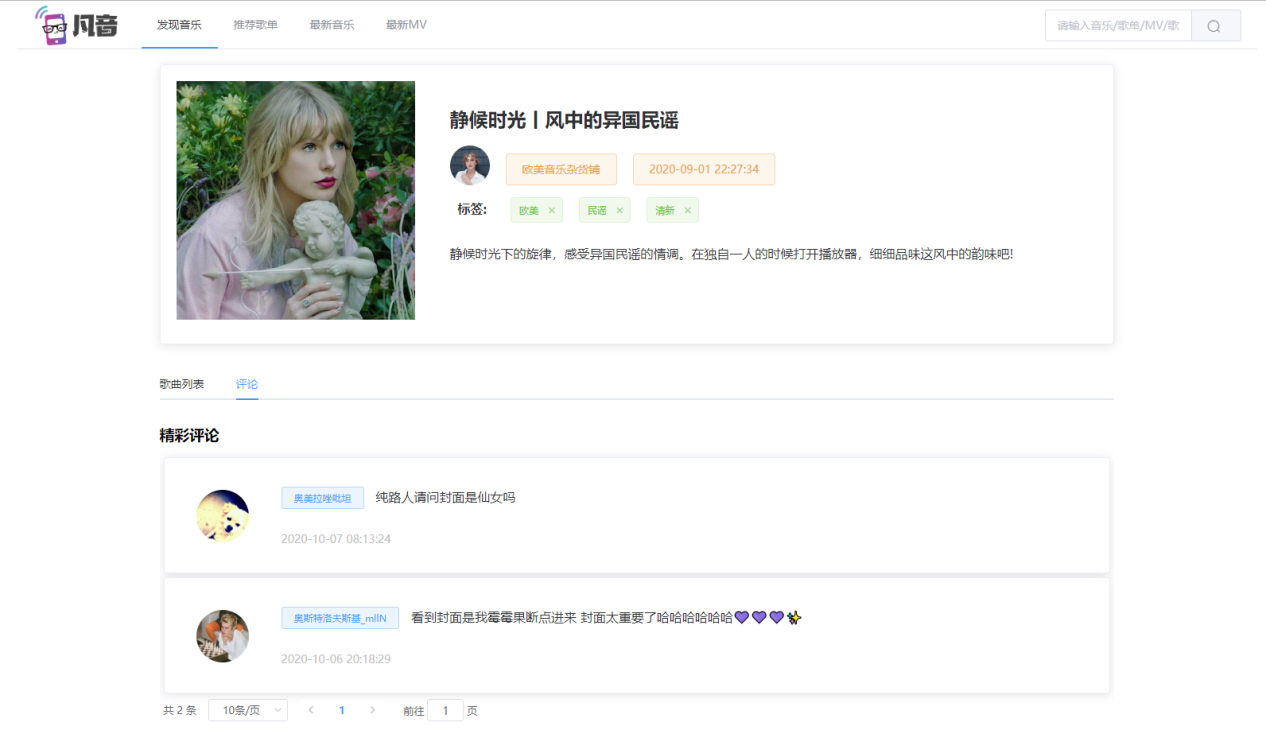 凡音
发现音乐 推荐歌单 最新音乐 最新MV 请输入音乐/歌单/MV/歌
静候时光丨风中的异国民谣
欧美音乐杂货铺 2020-09-01 22:27:34
标签: 欧美 × 民谣 × 清新 ×
静候时光下的旋律，感受异国民谣的情调。在独自一人的时候打开播放器，细细品味这风中的韵味吧!
歌曲列表 评论
精彩评论
奥美拉唑吡坦 纯路人请问封面是仙女吗
2020-10-07 08:13:24
奥斯特洛夫斯基_mllN 看到封面是我霉霉果断点进来 封面太重要了哈哈哈哈哈哈💜💜💜✨
2020-10-06 20:18:29
共 2 条 10条/页 < 1 > 前往 1 页